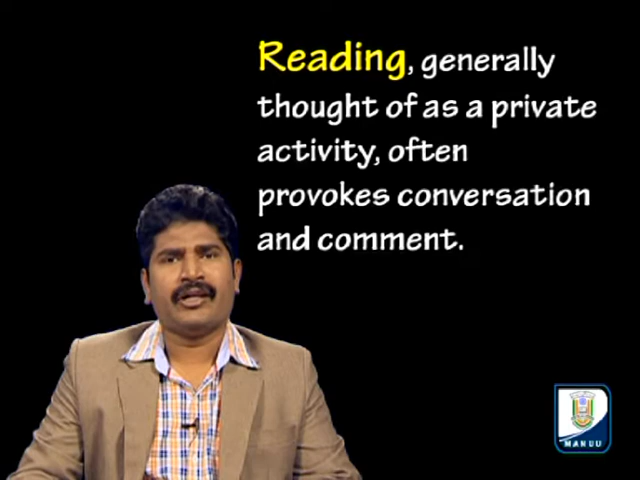 Reading, generally
thought of as a private
activity, often
provokes conversation
and comment.
MANUU